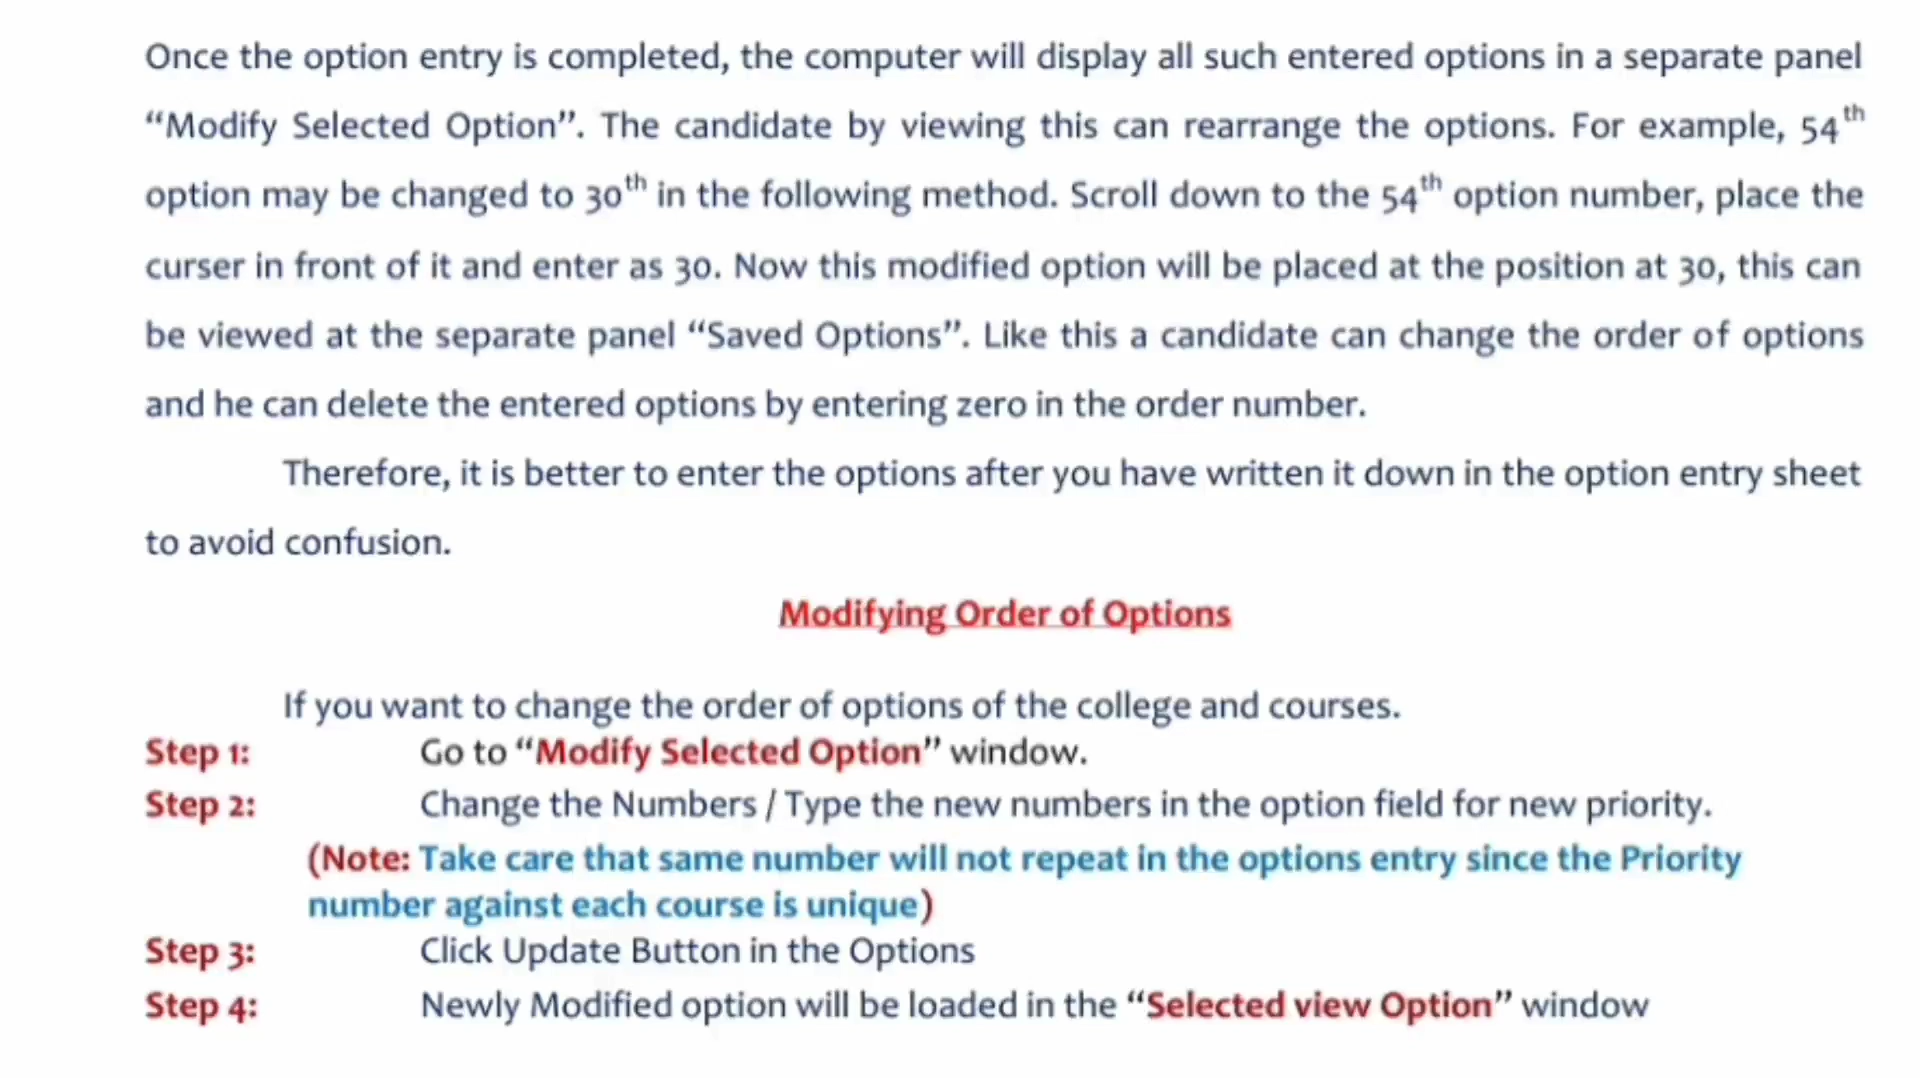 Once the option entry is completed, the computer will display all such entered options in a separate panel
“Modify Selected Option”. The candidate by viewing this can rearrange the options. For example, 54th
option may be changed to 30th in the following method. Scroll down to the 54th option number, place the
curser in front of it and enter as 30. Now this modified option will be placed at the position at 30, this can
be viewed at the separate panel “Saved Options”. Like this a candidate can change the order of options
and he can delete the entered options by entering zero in the order number.
Therefore, it is better to enter the options after you have written it down in the option entry sheet
to avoid confusion.
Modifying Order of Options
If you want to change the order of options of the college and courses.
Step 1: Go to “Modify Selected Option” window.
Step 2: Change the Numbers / Type the new numbers in the option field for new priority.
(Note: Take care that same number will not repeat in the options entry since the Priority
number against each course is unique)
Step 3: Click Update Button in the Options
Step 4: Newly Modified option will be loaded in the “Selected view Option” window